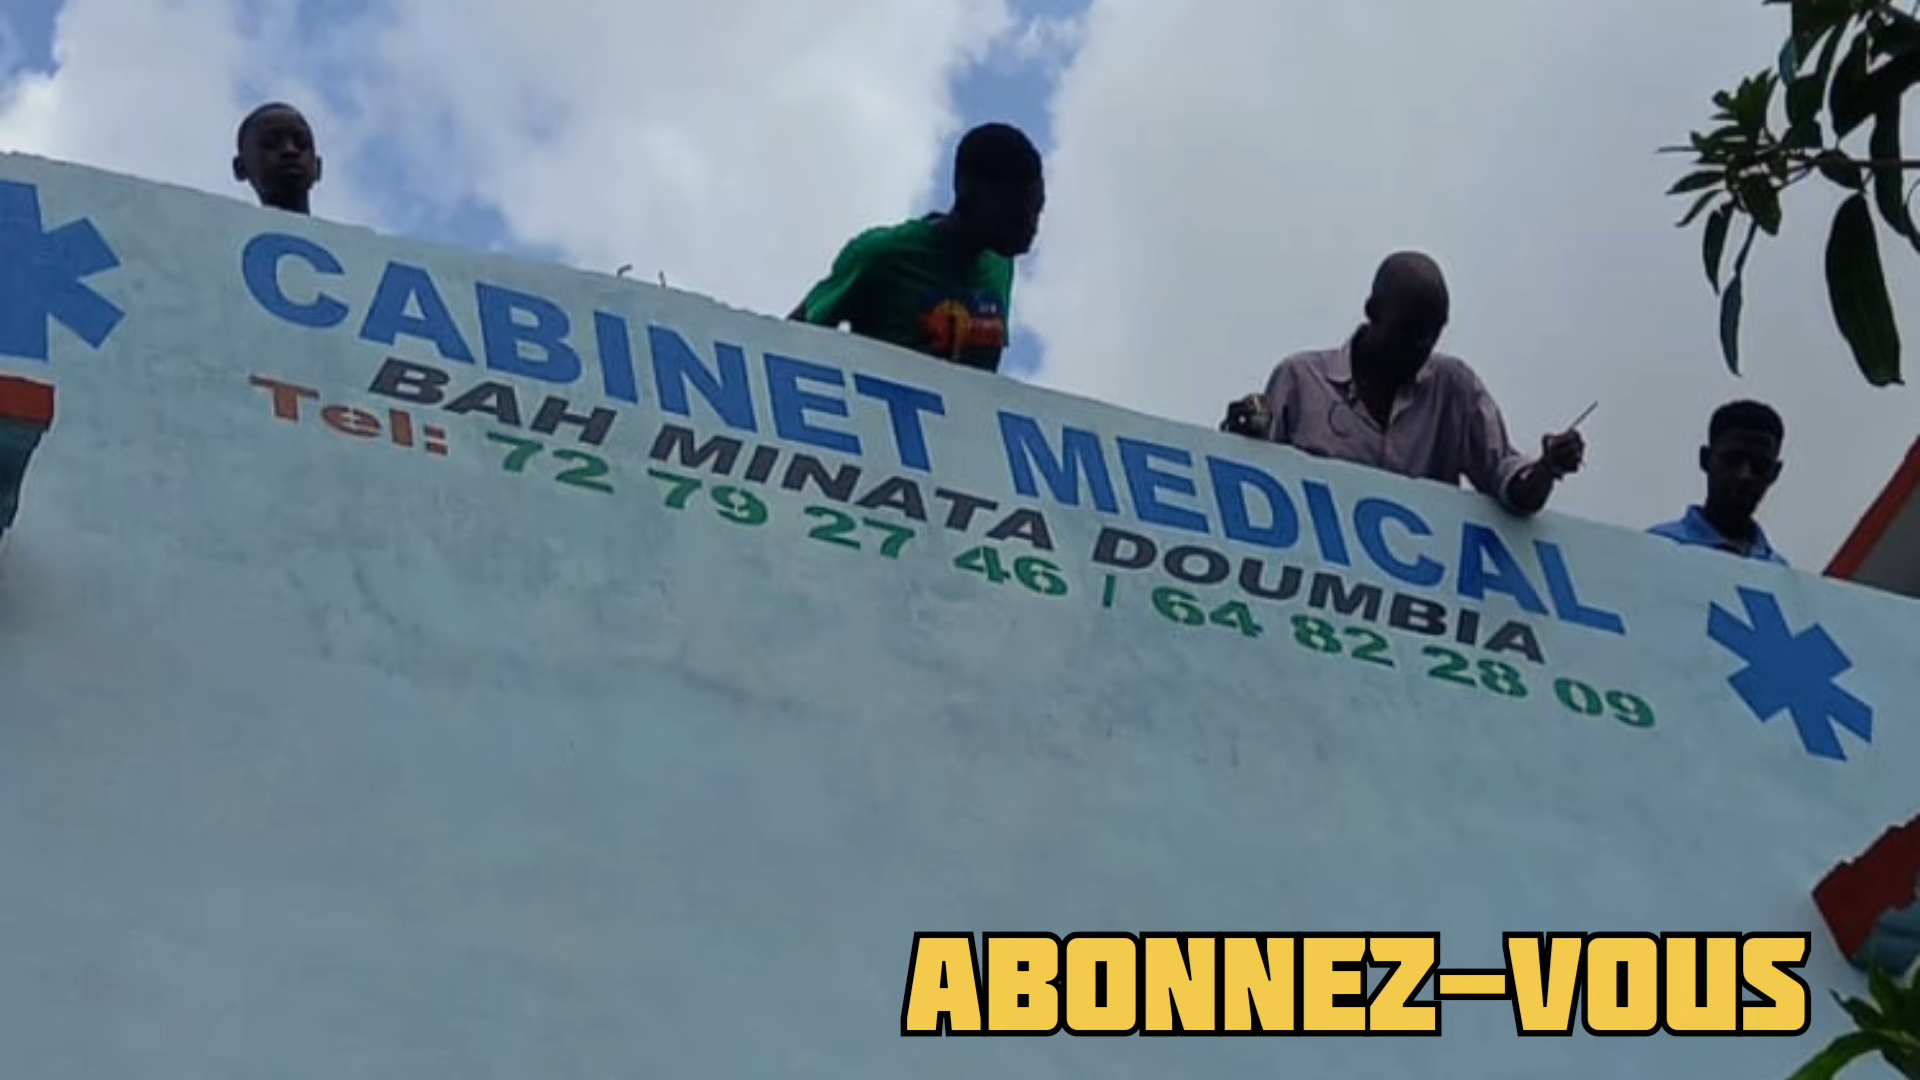 CABINET MEDICAL
BAH MINATA DOUMBIA
Tel: 72 79 27 46 / 64 82 28 09
ABONNEZ-VOUS